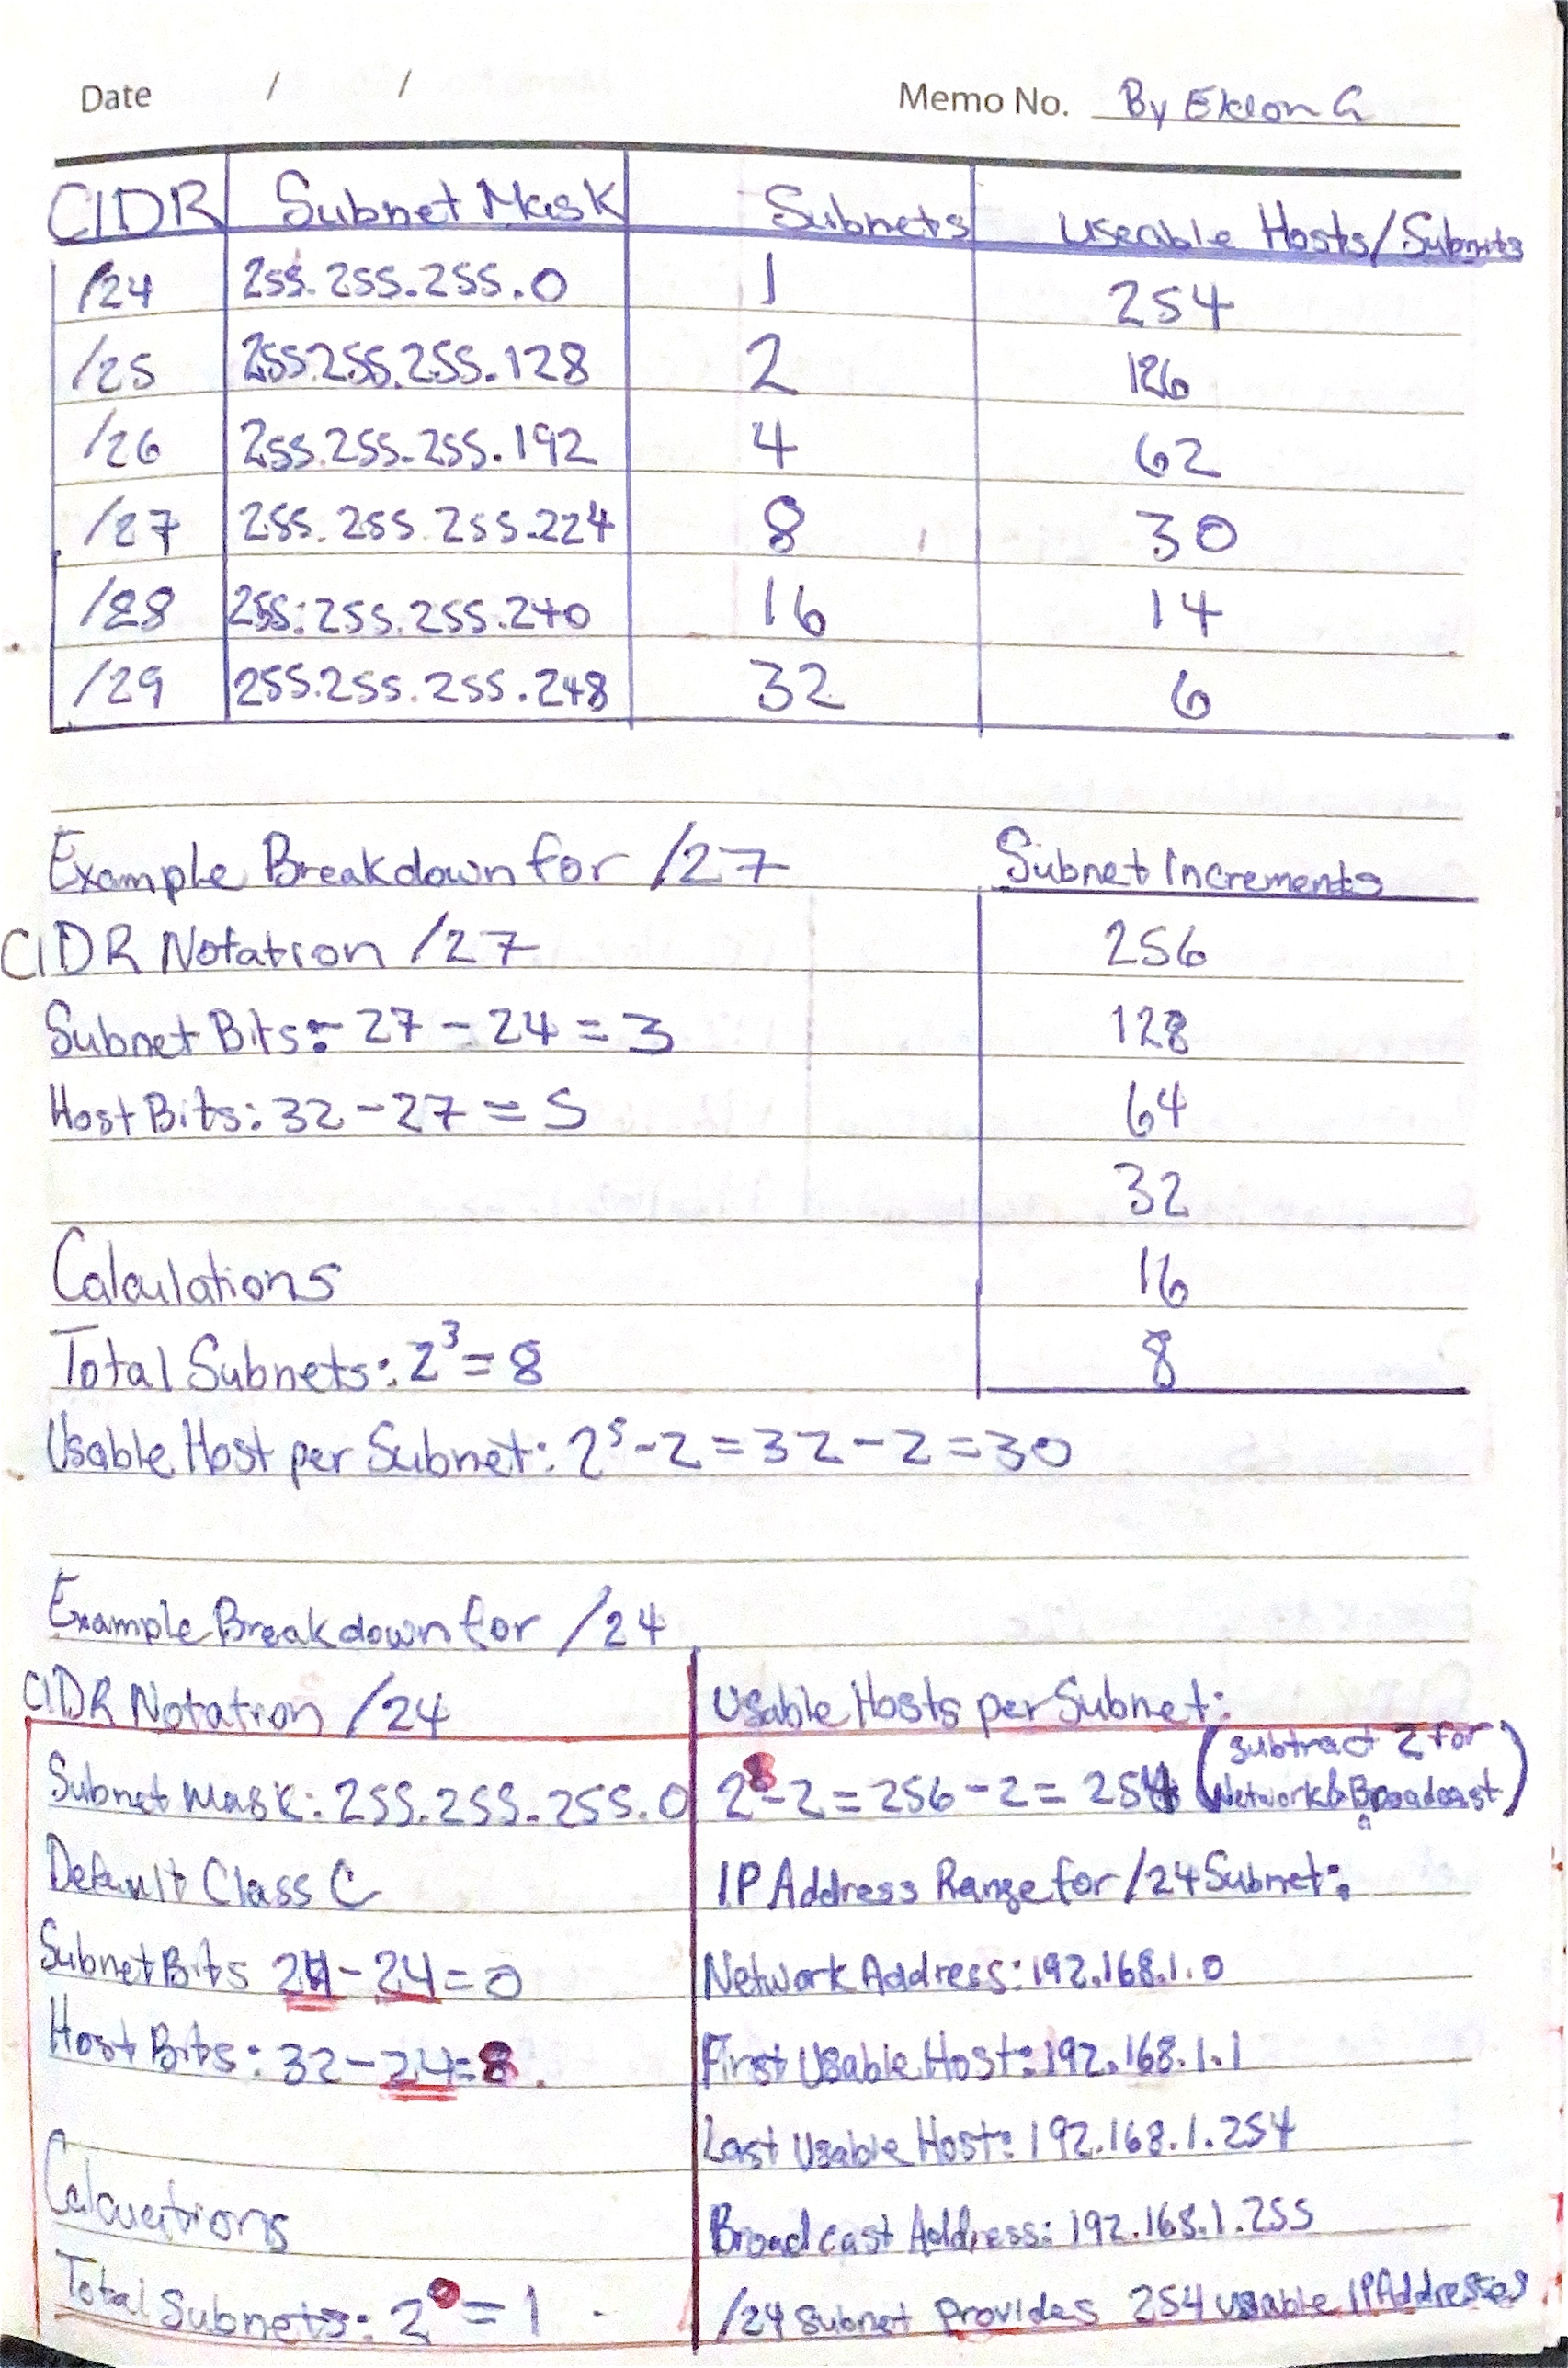 Date / / Memo No. By Eklon G
CIDR Subnet Mask Subnets Useable Hosts/Subnets
/24 255.255.255.0 1 254
/25 255.255.255.128 2 126
/26 255.255.255.192 4 62
/27 255.255.255.224 8 30
/28 255.255.255.240 16 14
/29 255.255.255.248 32 6
Example Breakdown for /27
CIDR Notation /27
Subnet Bits:- 27 - 24 = 3
Host Bits: 32 - 27 = 5
Calculations
Total Subnets: 2³ = 8
Usable Host per Subnet: 2⁵ - 2 = 32 - 2 = 30
Subnet Increments
256
128
64
32
16
8
Example Breakdown for /24
CIDR Notation /24
Subnet Mask: 255.255.255.0
Default Class C
Subnet Bits 24 - 24 = 0
Host Bits: 32 - 24 = 8.
Calcuations
Total Subnets: 2⁰ = 1
Usable Hosts per Subnet:
2⁸ - 2 = 256 - 2 = 254 (subtract 2 for
Network & Broadcast)
IP Address Range for /24 Subnet:
Network Address: 192.168.1.0
First Usable Host: 192.168.1.1
Last Usable Host: 192.168.1.254
Broadcast Address: 192.168.1.255
/24 Subnet Provides 254 usable IP Addresses